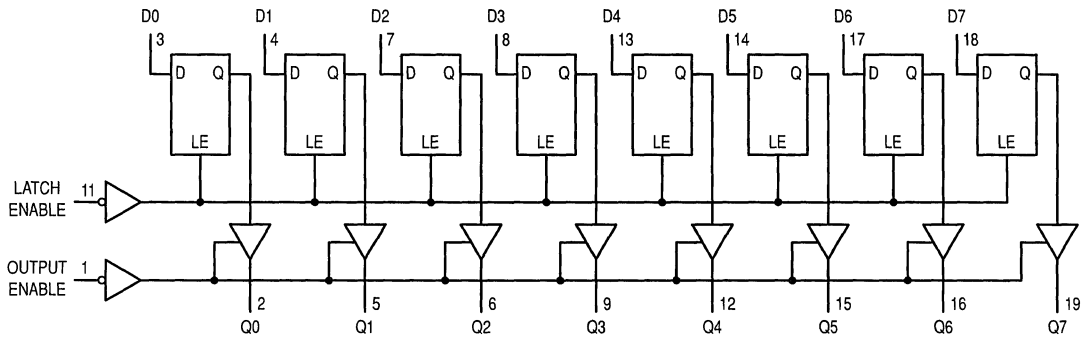 D0 D1 D2 D3 D4 D5 D6 D7
3 4 7 8 13 14 17 18
D Q D Q D Q D Q D Q D Q D Q D Q
LE LE LE LE LE LE LE LE
LATCH 11
ENABLE
OUTPUT 1
ENABLE
2 5 6 9 12 15 16 19
Q0 Q1 Q2 Q3 Q4 Q5 Q6 Q7